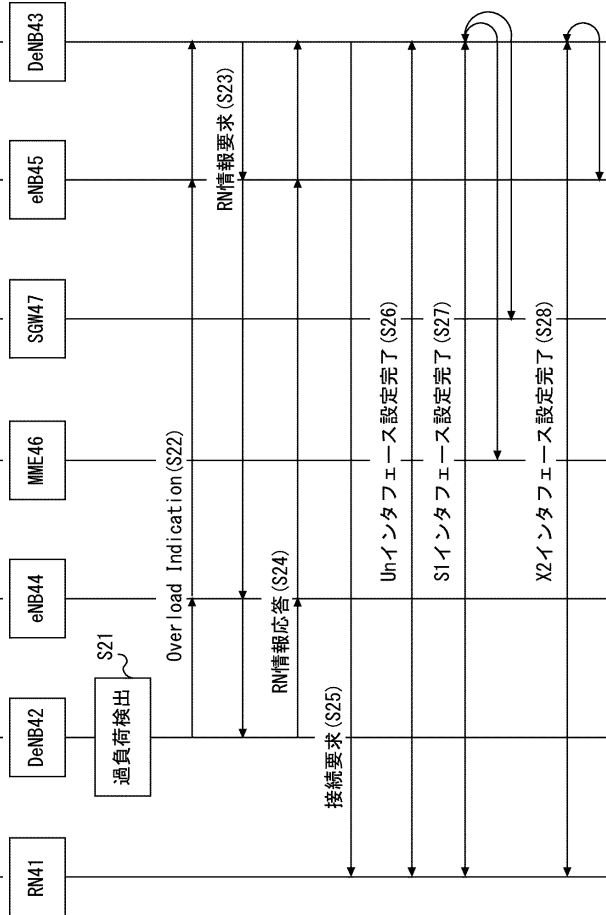 RN41
DeNB42
eNB44
MME46
SGW47
eNB45
DeNB43
過負荷検出
S21
Overload Indication(S22)
RN情報要求(S23)
RN情報応答(S24)
接続要求(S25)
Unインタフェース設定完了(S26)
S1インタフェース設定完了(S27)
X2インタフェース設定完了(S28)